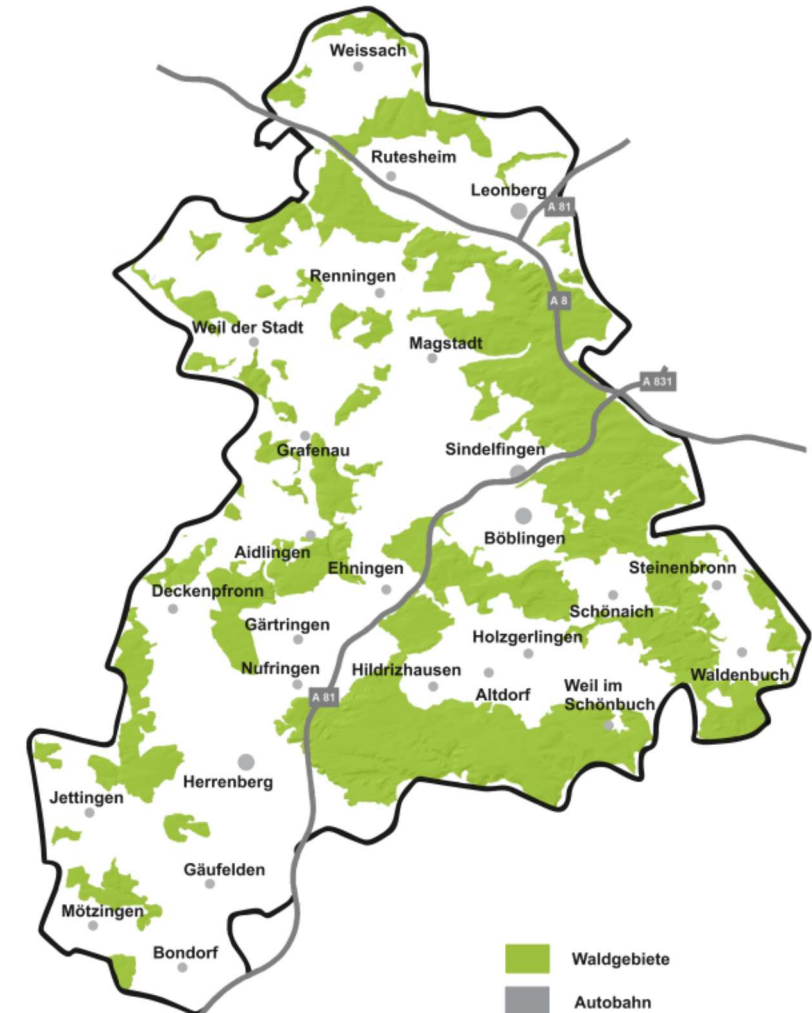 Weissach
Rutesheim
Leonberg
A 81
Renningen
A 8
Weil der Stadt
Magstadt
A 831
Grafenau
Sindelfingen
Böblingen
Aidlingen
Ehningen
Steinenbronn
Deckenpfronn
Schönaich
Gärtringen
Holzgerlingen
Nufringen
Hildrizhausen
Waldenbuch
A 81
Altdorf
Weil im
Schönbuch
Herrenberg
Jettingen
Gäufelden
Mötzingen
Bondorf
Waldgebiete
Autobahn